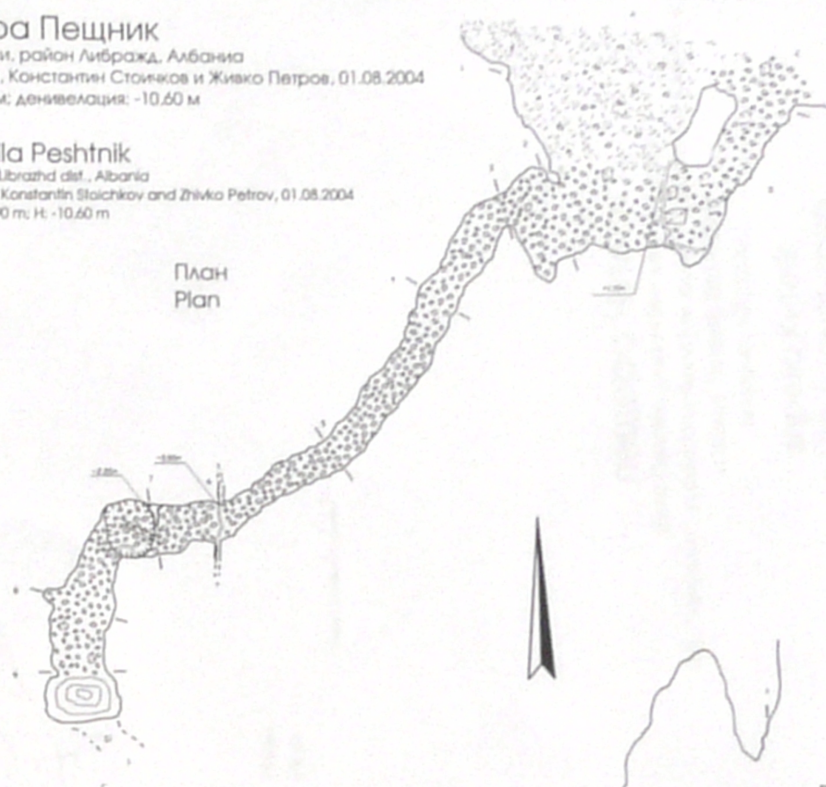 ра Пещник
и, район Либражд, Албания
, Константин Стоичков и Живко Петров, 01.08.2004
м; денивелация: -10.60 м
la Peshtnik
Librazhd dist., Albania
Konstantin Stoichkov and Zhivko Petrov, 01.08.2004
0 m; H: -10.60 m
План
Plan